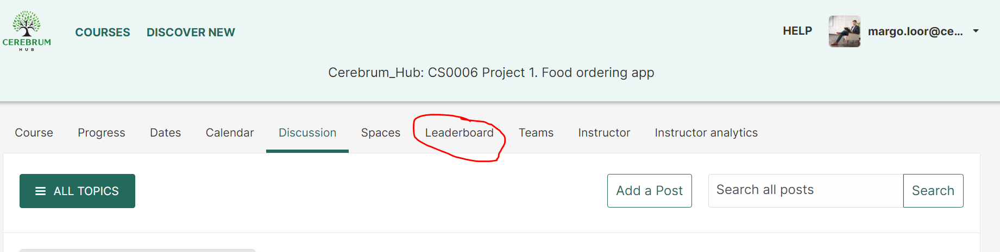 CEREBRUM
HUB
COURSES DISCOVER NEW
HELP margo.loor@ce...
Cerebrum_Hub: CS0006 Project 1. Food ordering app
Course Progress Dates Calendar Discussion Spaces Leaderboard Teams Instructor Instructor analytics
ALL TOPICS Add a Post Search all posts Search